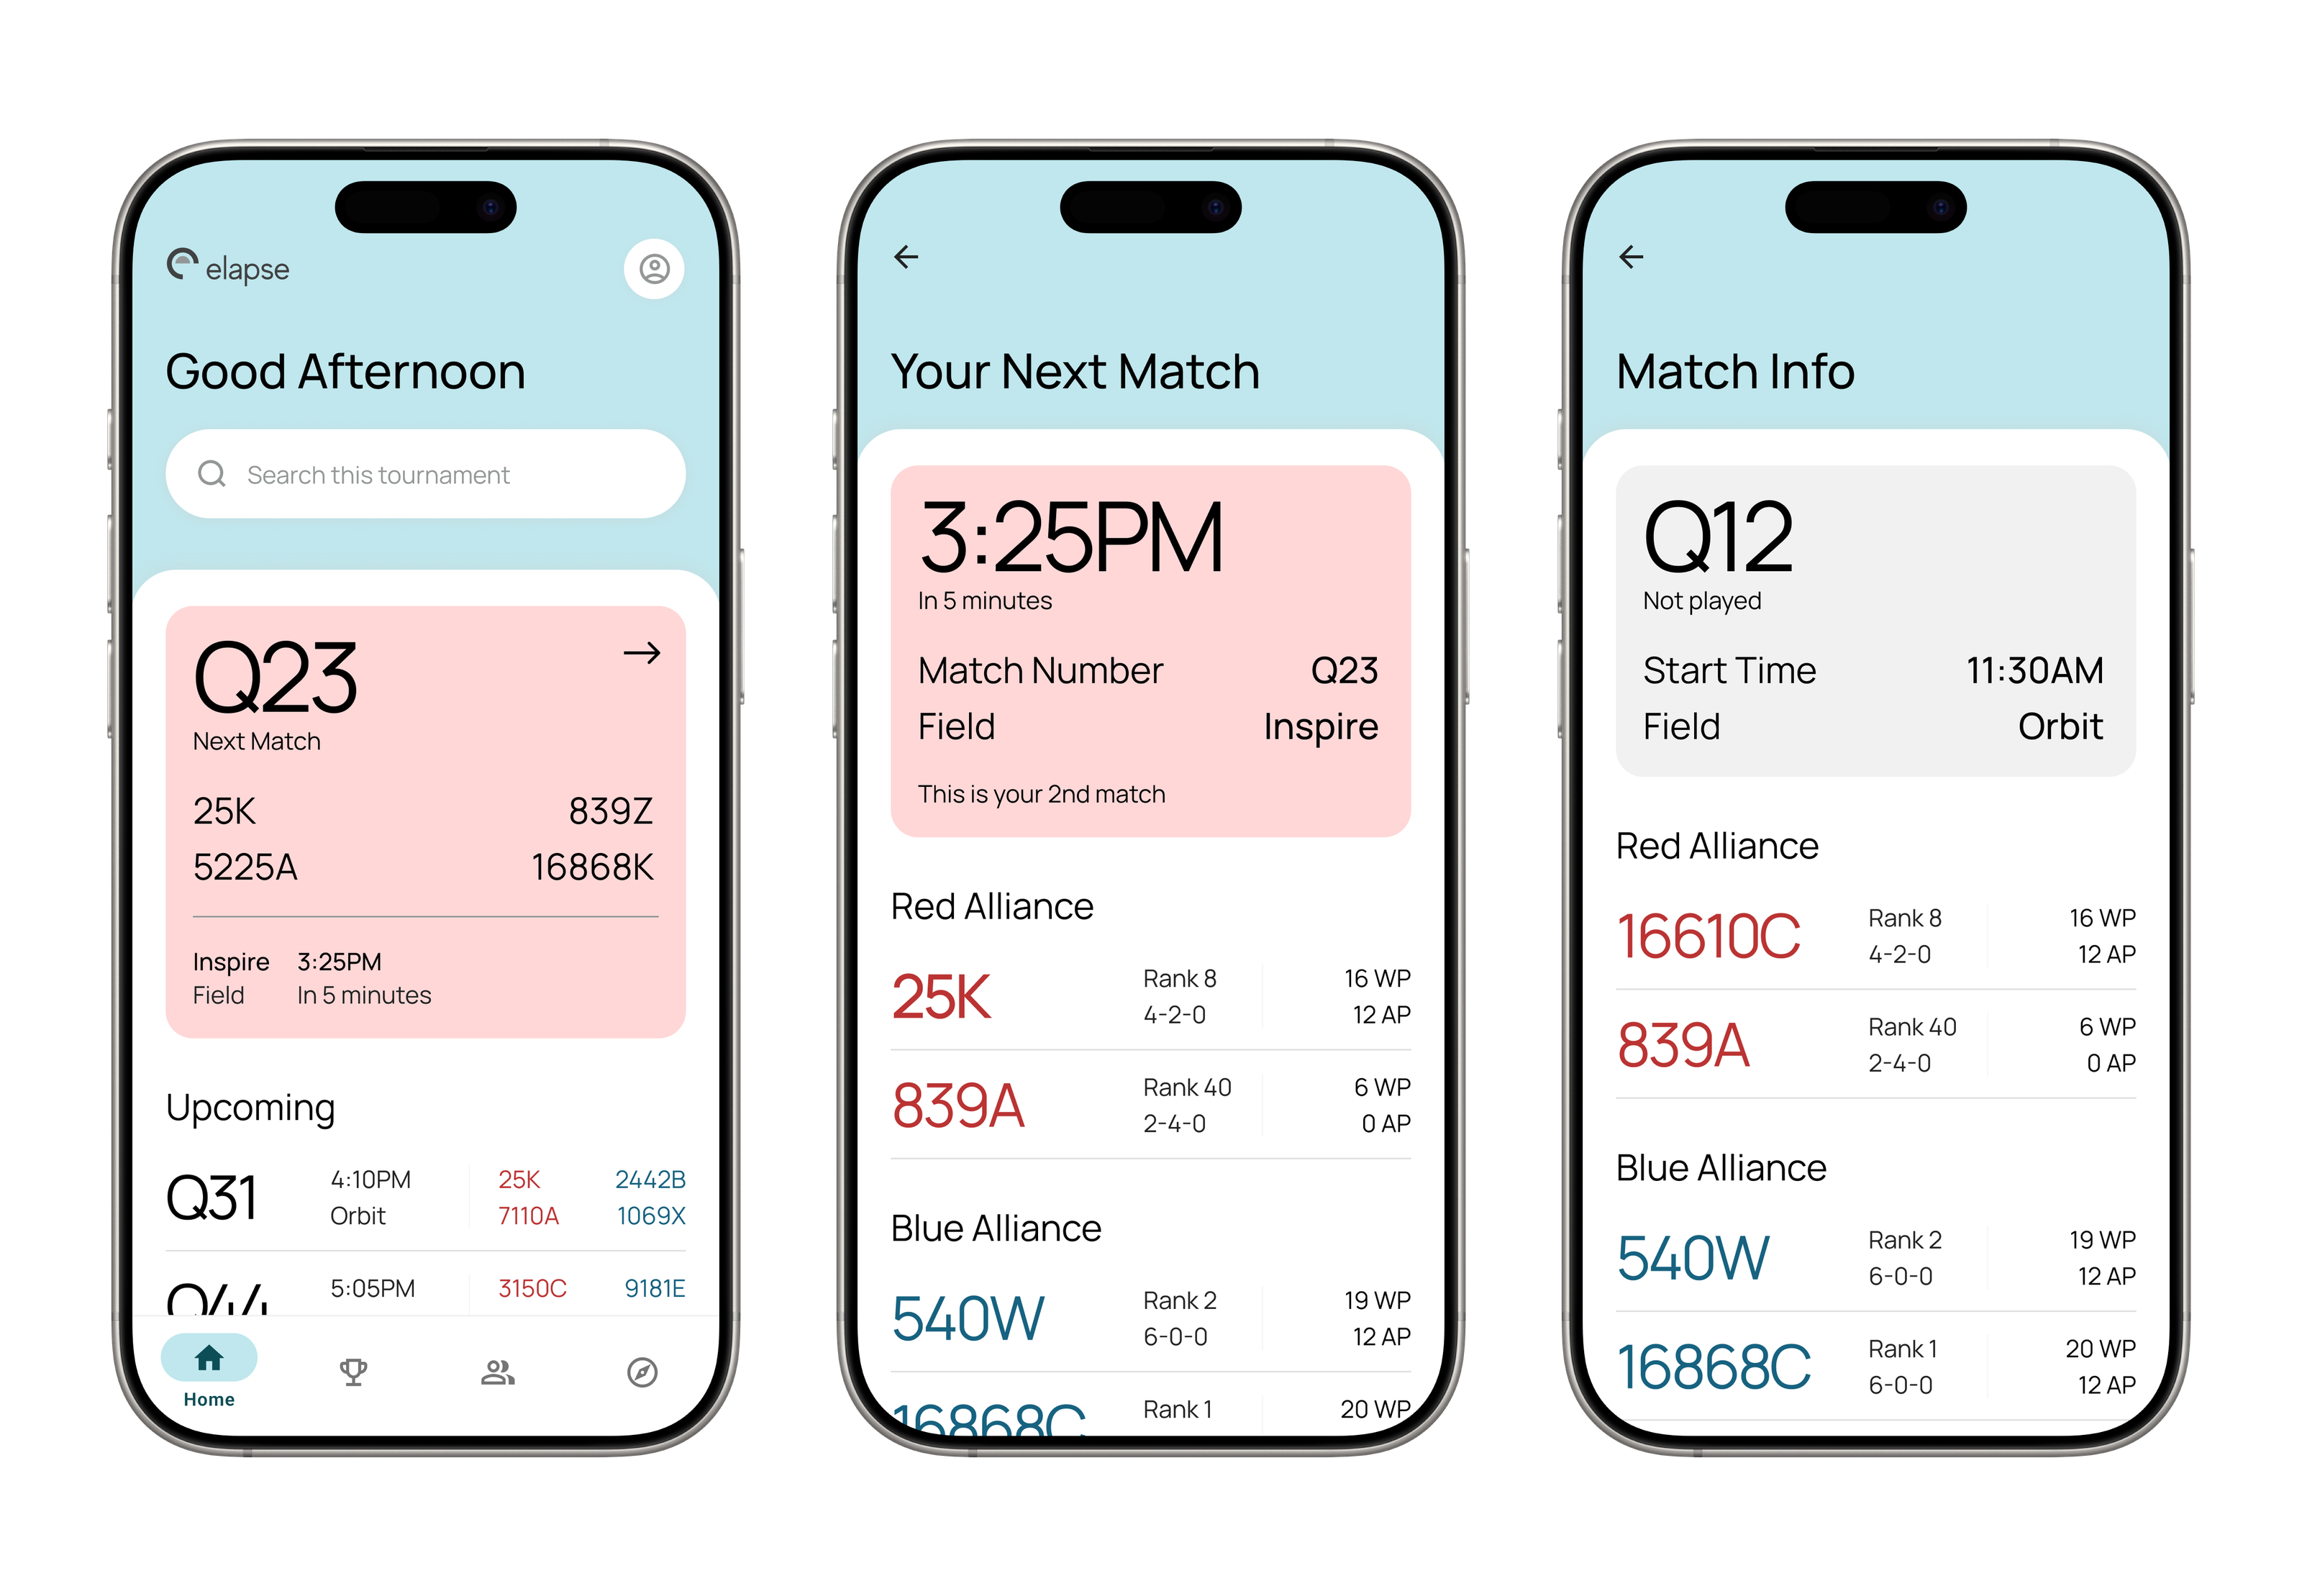 elapse
Good Afternoon
Search this tournament
Q23
Next Match
25K 839Z
5225A 16868K
Inspire 3:25PM
Field In 5 minutes
Upcoming
Q31
4:10PM 25K 2442B
Orbit 7110A 1069X
Q44
5:05PM 3150C 9181E
Home
Your Next Match
3:25PM
In 5 minutes
Match Number Q23
Field Inspire
This is your 2nd match
Red Alliance
25K
Rank 8 16 WP
4-2-0 12 AP
839A
Rank 40 6 WP
2-4-0 0 AP
Blue Alliance
540W
Rank 2 19 WP
6-0-0 12 AP
16868C
Rank 1 20 WP
Match Info
Q12
Not played
Start Time 11:30AM
Field Orbit
Red Alliance
16610C
Rank 8 16 WP
4-2-0 12 AP
839A
Rank 40 6 WP
2-4-0 0 AP
Blue Alliance
540W
Rank 2 19 WP
6-0-0 12 AP
16868C
Rank 1 20 WP
6-0-0 12 AP